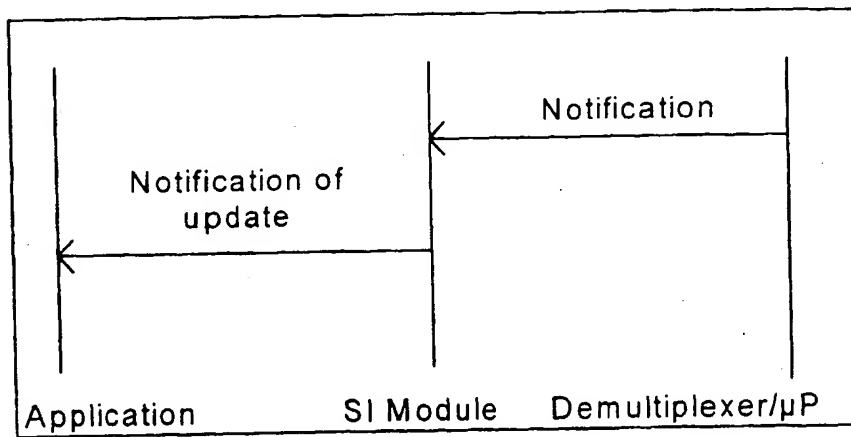 Notification
Notification of
update
Application
SI Module
Demultiplexer/µP